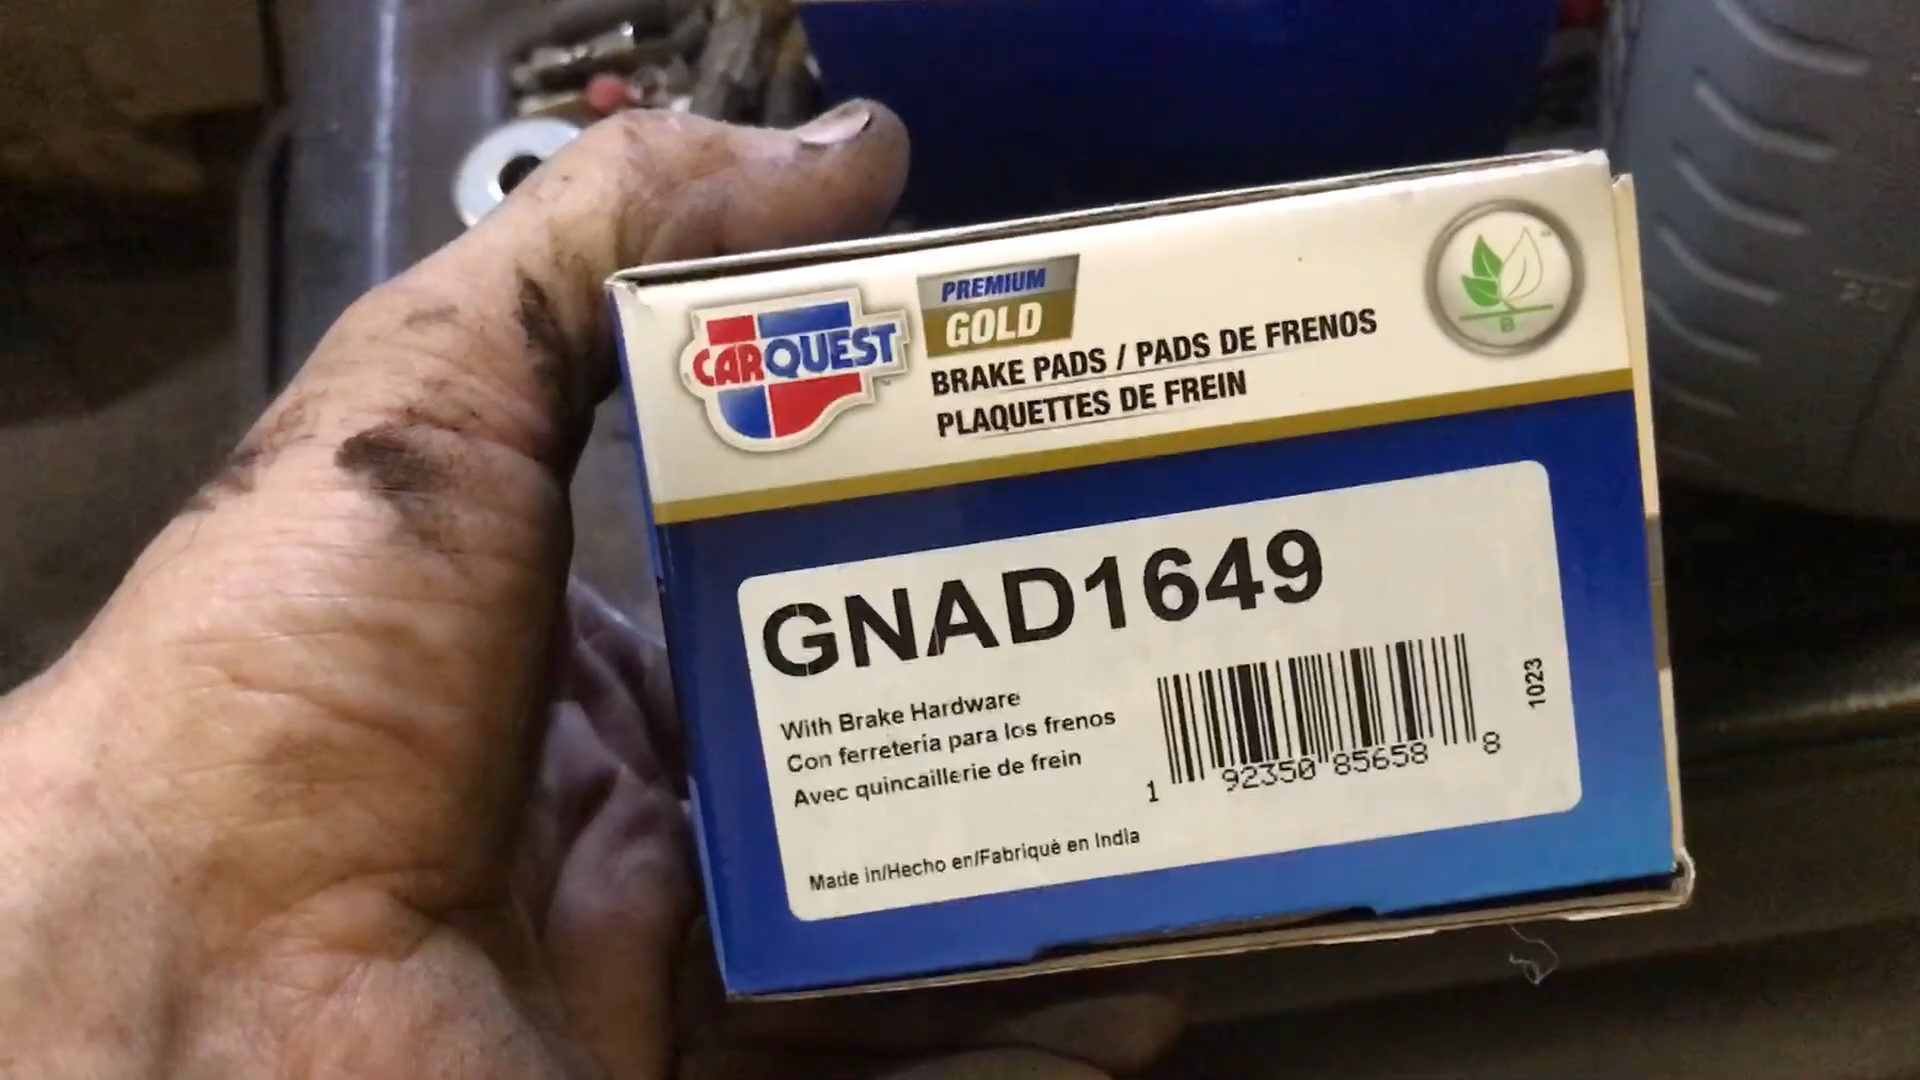 CARQUEST
PREMIUM
GOLD
BRAKE PADS / PADS DE FRENOS
PLAQUETTES DE FREIN
B
GNAD1649
With Brake Hardware
Con ferretería para los frenos
Avec quincaillerie de frein
1 92350 85658 8
1023
Made in/Hecho en/Fabriqué en India